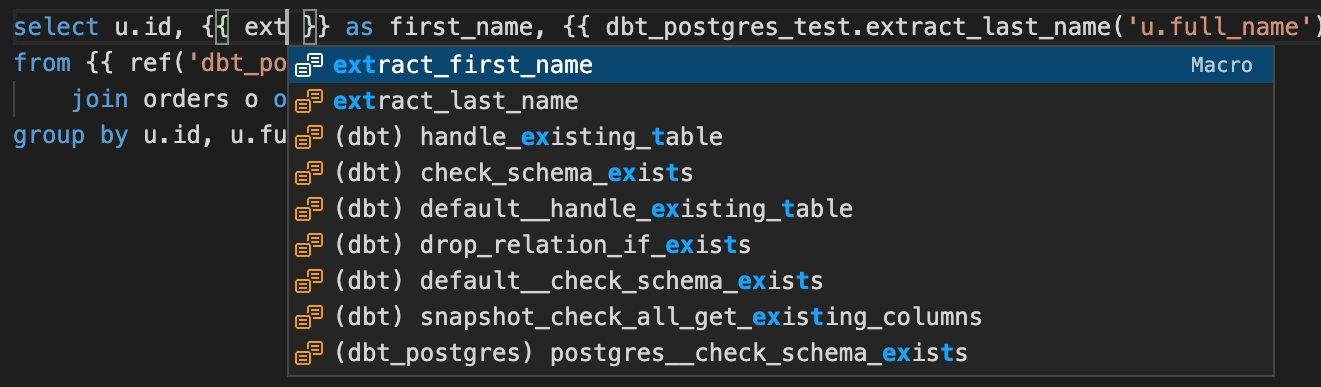 select u.id, {{ ext }} as first_name, {{ dbt_postgres_test.extract_last_name('u.full_name')
from {{ ref('dbt_po
extract_first_name Macro
join orders o o
extract_last_name
group by u.id, u.fu
(dbt) handle_existing_table
(dbt) check_schema_exists
(dbt) default__handle_existing_table
(dbt) drop_relation_if_exists
(dbt) default__check_schema_exists
(dbt) snapshot_check_all_get_existing_columns
(dbt_postgres) postgres__check_schema_exists